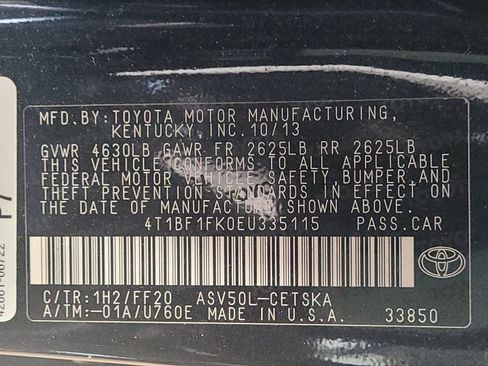 MFD.BY:TOYOTA MOTOR MANUFACTURING,
KENTUCKY,INC.10/13
GVWR 4630LB GAWR FR 2625LB RR 2625LB
THIS VEHICLE CONFORMS TO ALL APPLICABLE
FEDERAL MOTOR VEHICLE SAFETY,BUMPER, AND
THEFT PREVENTION STANDARDS IN EFFECT ON
THE DATE OF MANUFACTURE SHOWN ABOVE.
4T1BF1FK0EU335115 PASS.CAR
C/TR:1H2/FF20 ASV50L-CETSKA
A/TM:-01A/U760E MADE IN U.S.A. 33850